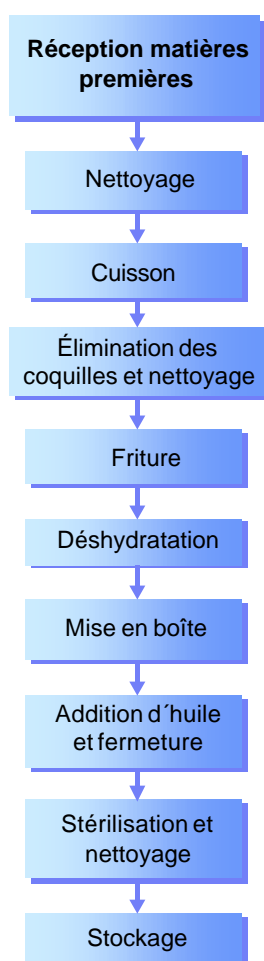 Réception matières
premières
Nettoyage
Cuisson
Élimination des
coquilles et nettoyage
Friture
Déshydratation
Mise en boîte
Addition d´huile
et fermeture
Stérilisation et
nettoyage
Stockage